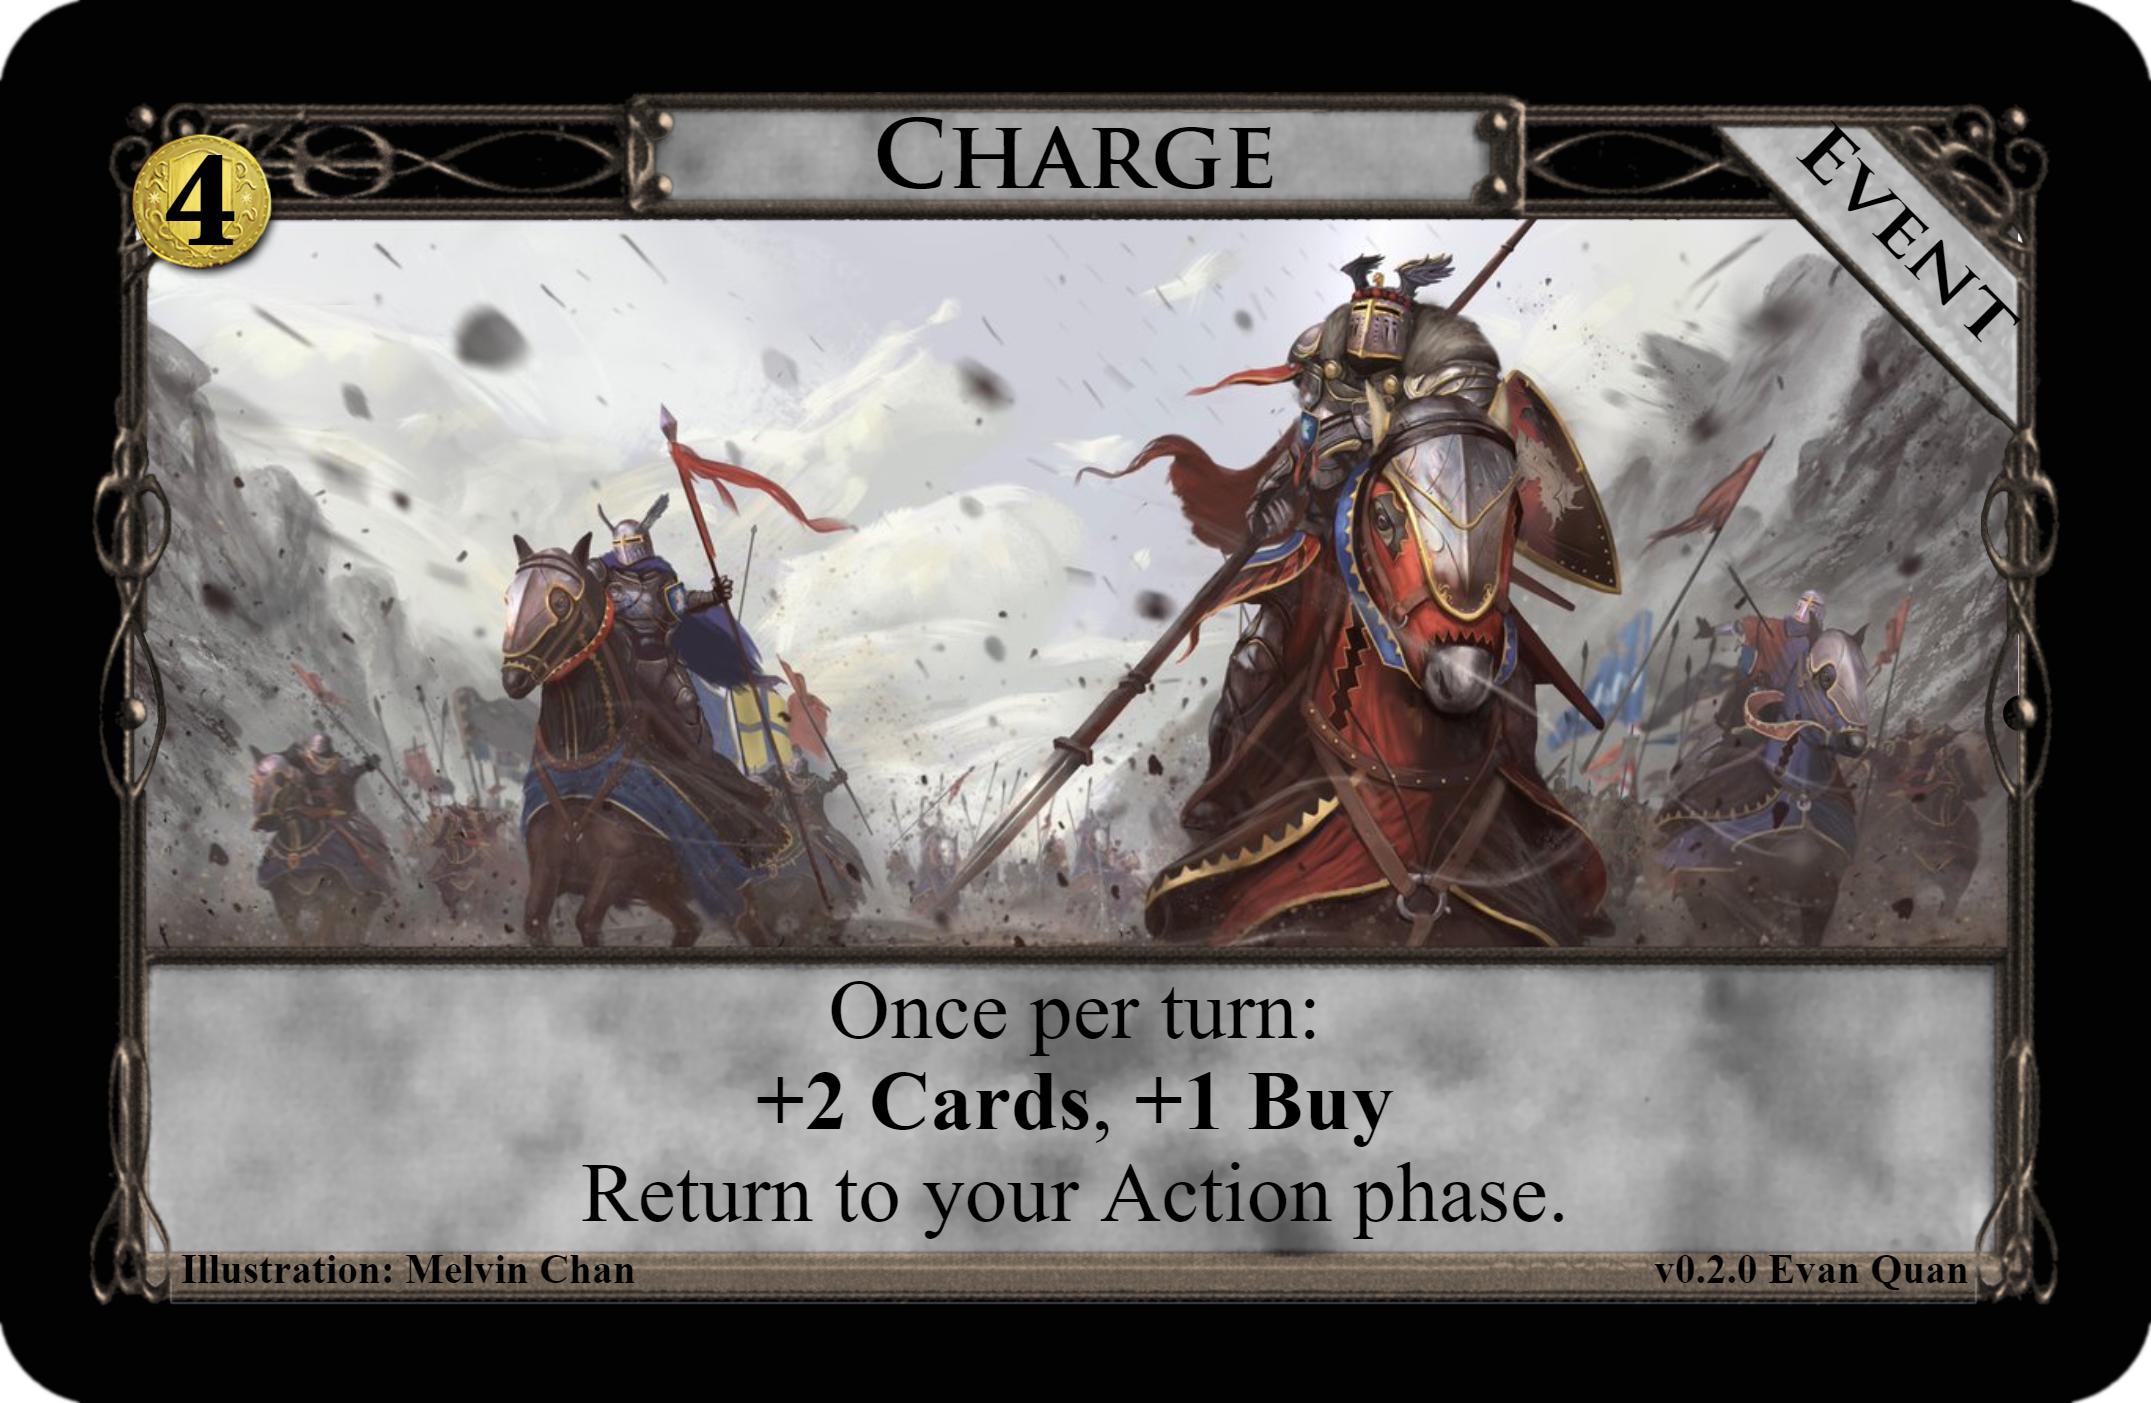 CHARGE
4
EVENT
Once per turn:
+2 Cards, +1 Buy
Return to your Action phase.
Illustration: Melvin Chan
v0.2.0 Evan Quan